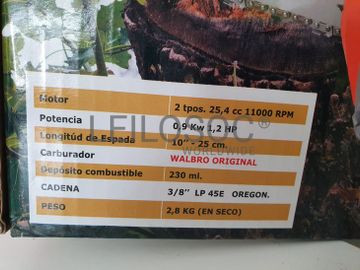 Motor 2 tpos. 25,4 cc 11000 RPM
Potencia 0,9 Kw 1,2 HP
Longitúd de Espada 10'' - 25 cm.
Carburador WALBRO ORIGINAL
Depósito combustible 230 ml.
CADENA 3/8'' LP 45E OREGON.
PESO 2,8 KG (EN SECO)
LEILOSOC®
WORLDWIDE